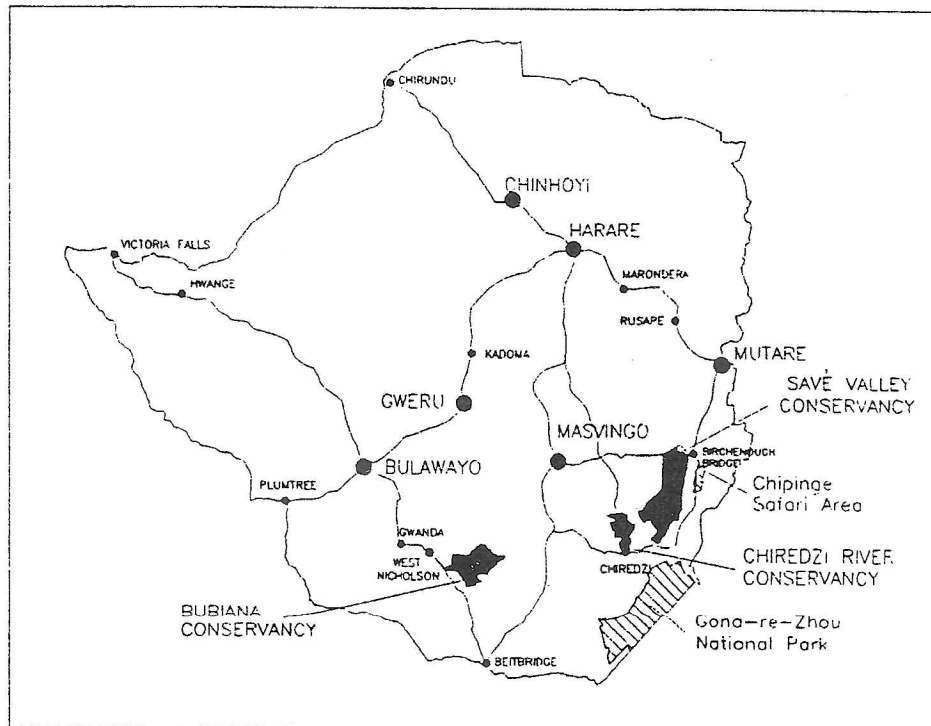 CHIRUNDU
CHINHOYI
HARARE
VICTORIA FALLS
HWANGE
MARONDERA
RUSAPE
KADOMA
MUTARE
SAVÉ VALLEY
CONSERVANCY
GWERU
MASVINGO
BIRCHENOUGH
BRIDGE
BULAWAYO
PLUMTREE
Chipinge
Safari Area
GWANDA
WEST
NICHOLSON
CHIREDZI
CHIREDZI RIVER
CONSERVANCY
BUBIANA
CONSERVANCY
Gona-re-Zhou
National Park
BEITBRIDGE